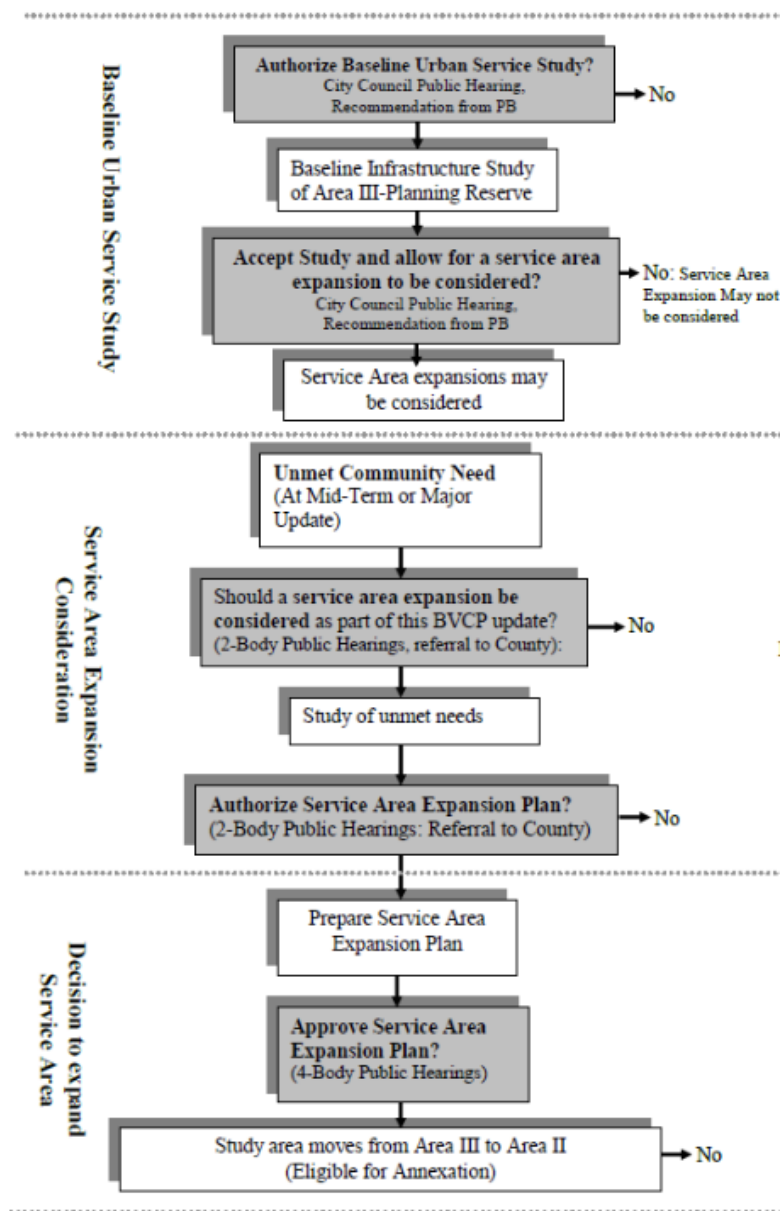 Baseline Urban Service Study
Authorize Baseline Urban Service Study?
City Council Public Hearing,
Recommendation from PB
No
Baseline Infrastructure Study
of Area III-Planning Reserve
Accept Study and allow for a service area
expansion to be considered?
City Council Public Hearing,
Recommendation from PB
No: Service Area
Expansion May not
be considered
Service Area expansions may
be considered
Service Area Expansion
Consideration
Unmet Community Need
(At Mid-Term or Major
Update)
Should a service area expansion be
considered as part of this BVCP update?
(2-Body Public Hearings, referral to County):
No
Study of unmet needs
Authorize Service Area Expansion Plan?
(2-Body Public Hearings: Referral to County)
No
Decision to expand
Service Area
Prepare Service Area
Expansion Plan
Approve Service Area
Expansion Plan?
(4-Body Public Hearings)
Study area moves from Area III to Area II
(Eligible for Annexation)
No